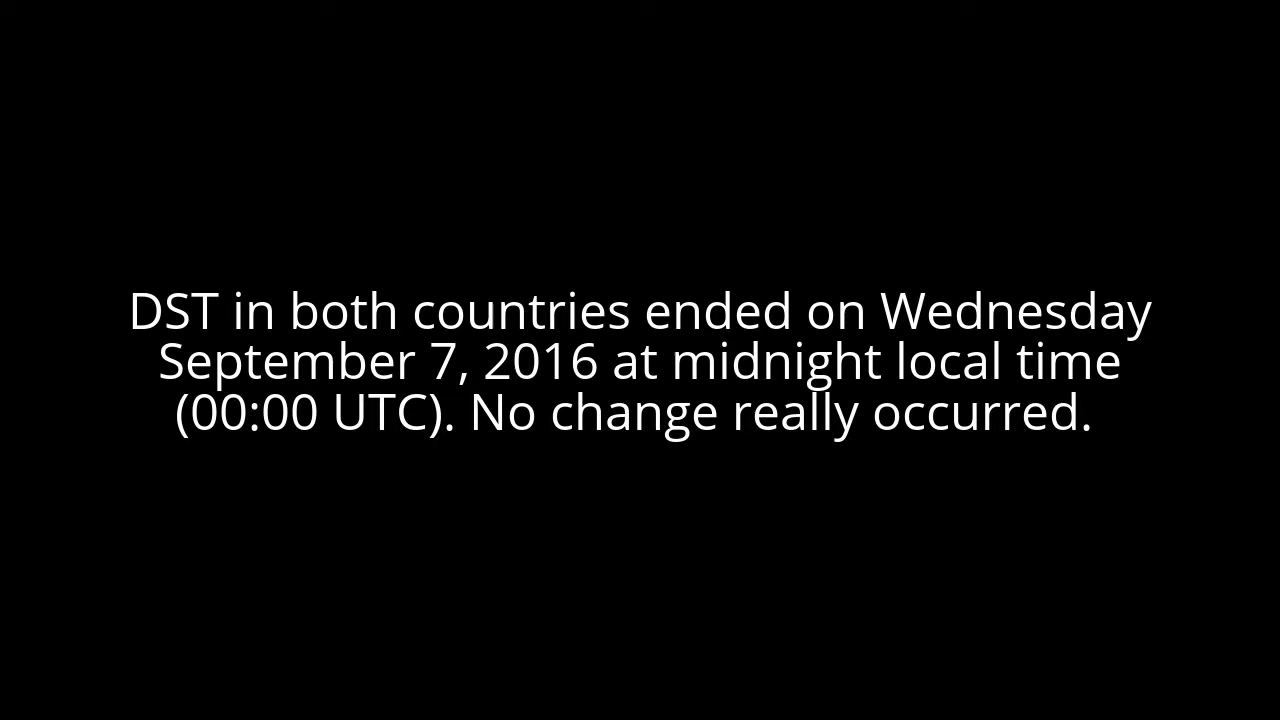 DST in both countries ended on Wednesday
September 7, 2016 at midnight local time
(00:00 UTC). No change really occurred.